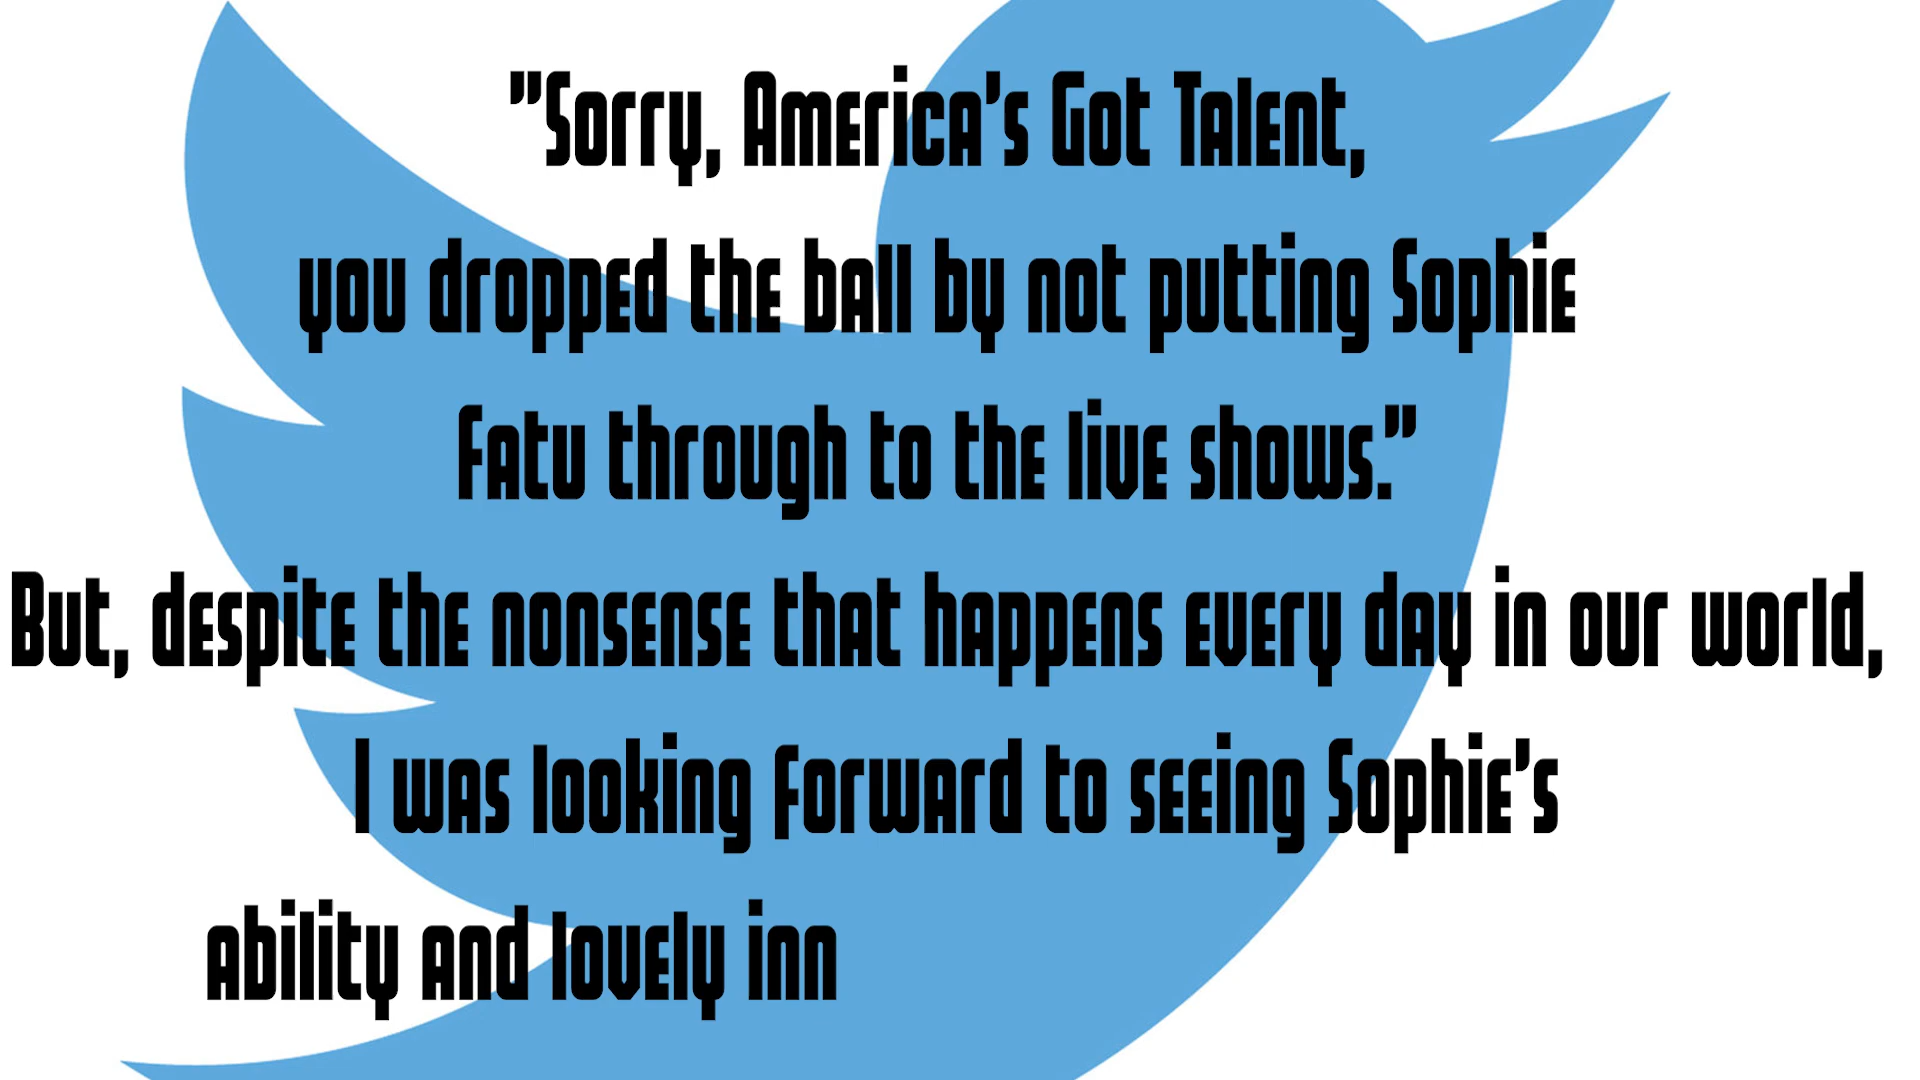 "Sorry, America's Got Talent,
you dropped the ball by not putting Sophie
Fatu through to the live shows."
But, despite the nonsense that happens every day in our world,
I was looking forward to seeing Sophie's
ability and lovely inn